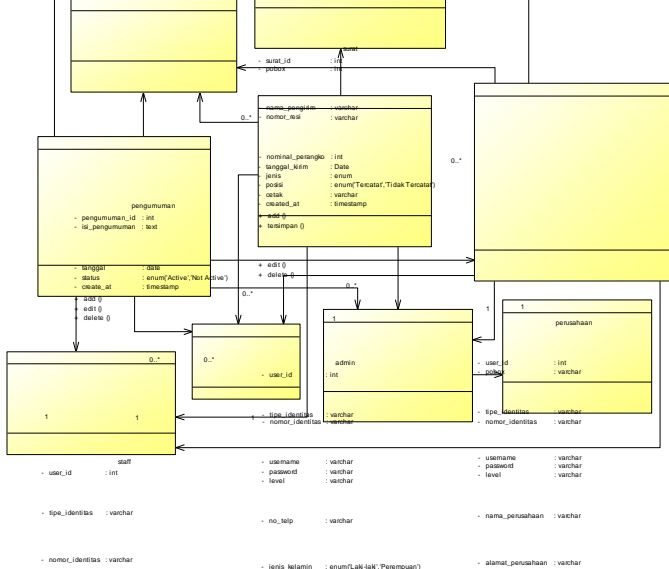 surat
- surat_id : int
- pobox : int
nama_pengirim : varchar
- nomor_resi : varchar
0..*
- nominal_perangko : int
- tanggal_kirim : Date
- jenis : enum
- posisi : enum('Tercatat','Tidak Tercatat')
- cetak : varchar
- created_at : timestamp
+ add ()
+ tersimpan ()
+ edit ()
+ delete ()
0..*
pengumuman
- pengumuman_id : int
- isi_pengumuman : text
- tanggal : date
- status : enum('Active','Not Active')
- create_at : timestamp
+ add ()
+ edit ()
+ delete ()
0..*
0..*
1
1
1
perusahaan
- user_id : int
- pobox : varchar
- tipe_identitas : varchar
- nomor_identitas : varchar
- username : varchar
- password : varchar
- level : varchar
- nama_perusahaan : varchar
- alamat_perusahaan : varchar
admin
- user_id : int
- tipe_identitas : varchar
- nomor_identitas : varchar
- username : varchar
- password : varchar
- level : varchar
- no_telp : varchar
- jenis_kelamin : enum('Laki-laki','Perempuan')
0..*
0..*
1
1
1
staff
- user_id : int
- tipe_identitas : varchar
- nomor_identitas : varchar